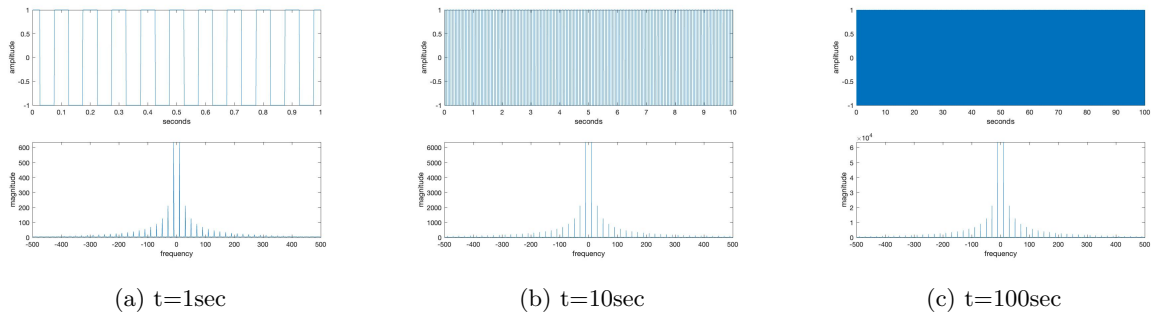 1
0.5
0
-0.5
-1
amplitude
0 0.1 0.2 0.3 0.4 0.5 0.6 0.7 0.8 0.9 1
seconds
600
500
400
300
200
100
0
magnitude
-500 -400 -300 -200 -100 0 100 200 300 400 500
frequency
(a) t=1sec
1
0.5
0
-0.5
-1
amplitude
0 1 2 3 4 5 6 7 8 9 10
seconds
6000
5000
4000
3000
2000
1000
0
magnitude
-500 -400 -300 -200 -100 0 100 200 300 400 500
frequency
(b) t=10sec
1
0.5
0
-0.5
-1
amplitude
0 10 20 30 40 50 60 70 80 90 100
seconds
×10⁴
6
5
4
3
2
1
0
magnitude
-500 -400 -300 -200 -100 0 100 200 300 400 500
frequency
(c) t=100sec